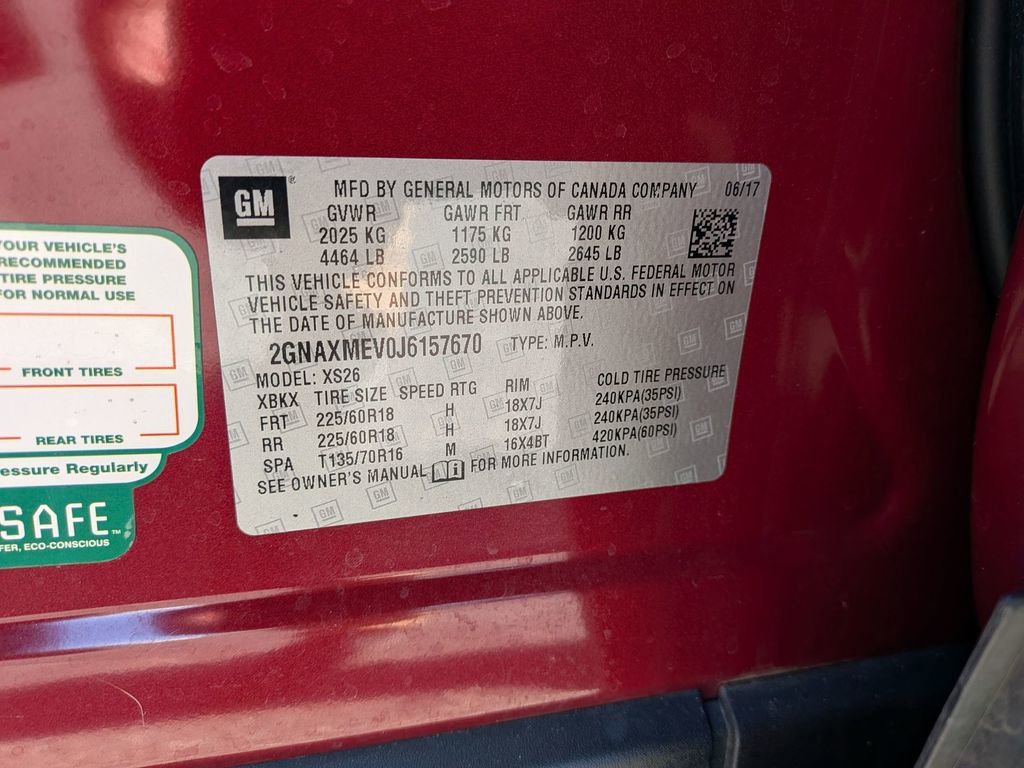 GM
®
MFD BY GENERAL MOTORS OF CANADA COMPANY 06/17
GVWR GAWR FRT GAWR RR
2025 KG 1175 KG 1200 KG
4464 LB 2590 LB 2645 LB
THIS VEHICLE CONFORMS TO ALL APPLICABLE U.S. FEDERAL MOTOR
VEHICLE SAFETY AND THEFT PREVENTION STANDARDS IN EFFECT ON
THE DATE OF MANUFACTURE SHOWN ABOVE.
2GNAXMEV0J6157670 TYPE: M.P.V.
MODEL: XS26
XBKX TIRE SIZE SPEED RTG RIM COLD TIRE PRESSURE
FRT 225/60R18 H 18X7J 240KPA(35PSI)
RR 225/60R18 H 18X7J 240KPA(35PSI)
SPA T135/70R16 M 16X4BT 420KPA(60PSI)
SEE OWNER'S MANUAL i FOR MORE INFORMATION.
YOUR VEHICLE'S
RECOMMENDED
TIRE PRESSURE
FOR NORMAL USE
FRONT TIRES
REAR TIRES
essure Regularly
SAFE™
FER, ECO-CONSCIOUS